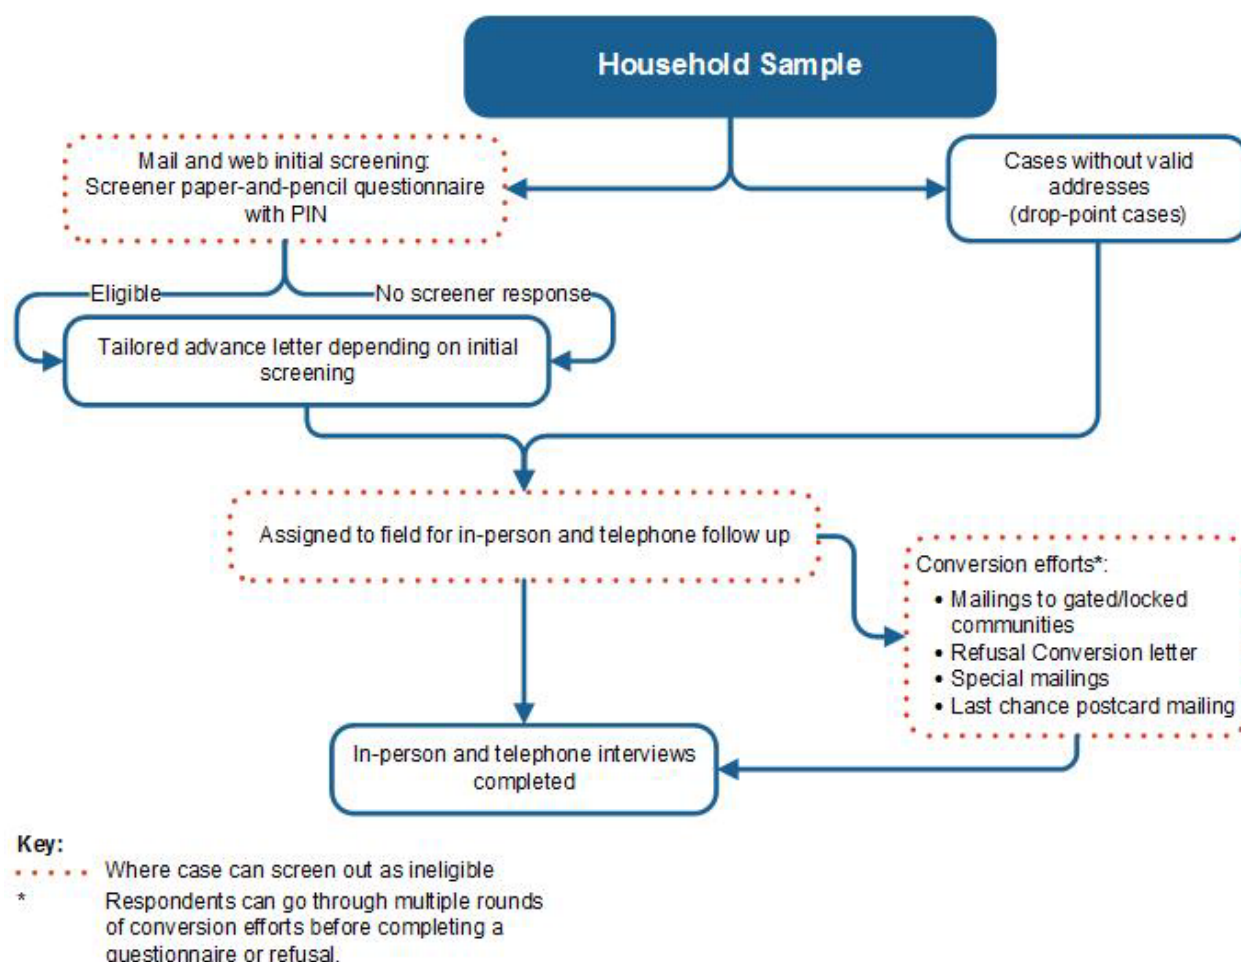 Household Sample
Mail and web initial screening:
Screener paper-and-pencil questionnaire
with PIN
Cases without valid
addresses
(drop-point cases)
Eligible
No screener response
Tailored advance letter depending on initial
screening
Assigned to field for in-person and telephone follow up
Conversion efforts*:
• Mailings to gated/locked
communities
• Refusal Conversion letter
• Special mailings
• Last chance postcard mailing
In-person and telephone interviews
completed
Key:
Where case can screen out as ineligible
* Respondents can go through multiple rounds
of conversion efforts before completing a
questionnaire or refusal.